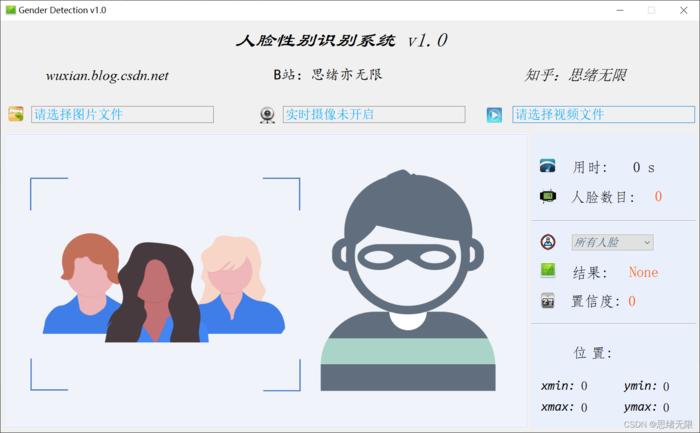 Gender Detection v1.0
人脸性别识别系统 v1.0
wuxian.blog.csdn.net B站：思绪亦无限 知乎：思绪无限
请选择图片文件 实时摄像未开启 请选择视频文件
用时： 0 s
人脸数目： 0
所有人脸
结果： None
置信度：0
位置：
xmin: 0 ymin: 0
xmax: 0 ymax: 0
CSDN @思绪无限